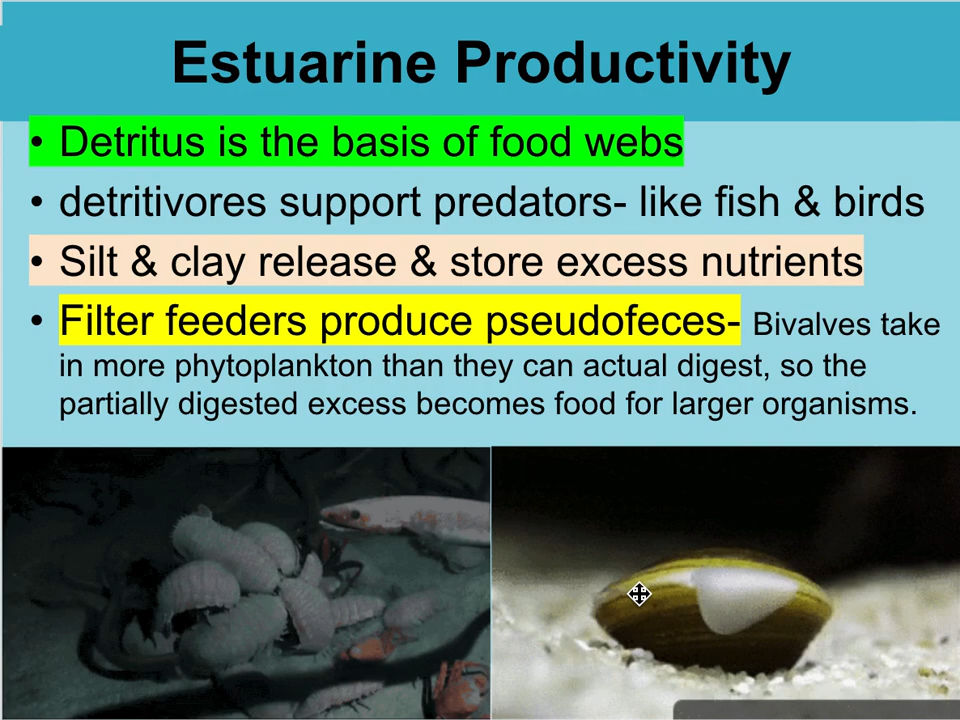 Estuarine Productivity
• Detritus is the basis of food webs
• detritivores support predators- like fish & birds
• Silt & clay release & store excess nutrients
• Filter feeders produce pseudofeces- Bivalves take
in more phytoplankton than they can actual digest, so the
partially digested excess becomes food for larger organisms.